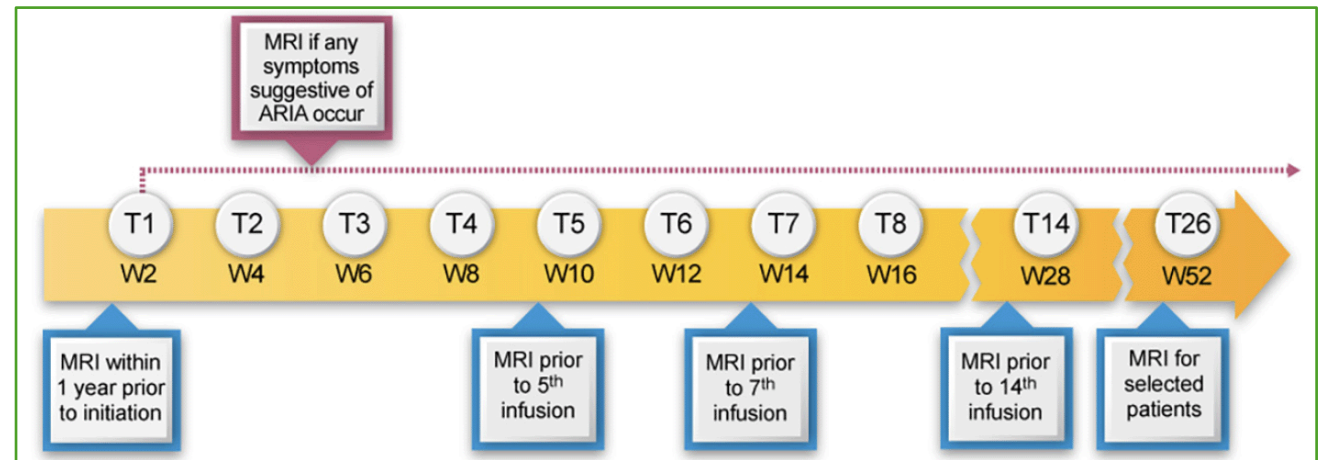 MRI if any
symptoms
suggestive of
ARIA occur
T1 T2 T3 T4 T5 T6 T7 T8 T14 T26
W2 W4 W6 W8 W10 W12 W14 W16 W28 W52
MRI within
1 year prior
to initiation
MRI prior
to 5th
infusion
MRI prior
to 7th
infusion
MRI prior
to 14th
infusion
MRI for
selected
patients